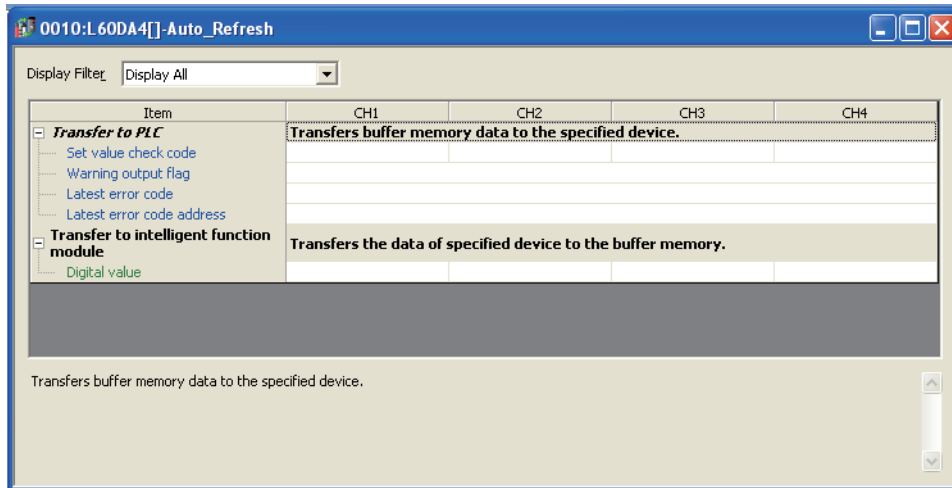 0010:L60DA4[]-Auto_Refresh
Display Filter Display All
Item CH1 CH2 CH3 CH4
Transfer to PLC Transfers buffer memory data to the specified device.
Set value check code
Warning output flag
Latest error code
Latest error code address
Transfer to intelligent function
module
Transfers the data of specified device to the buffer memory.
Digital value
Transfers buffer memory data to the specified device.